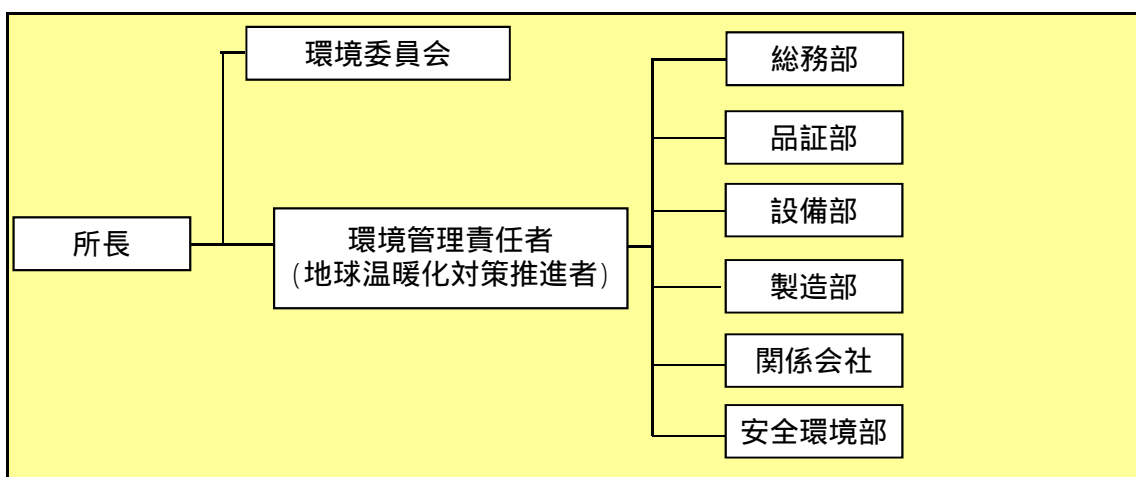 環境委員会
総務部
品証部
設備部
所長
環境管理責任者
(地球温暖化対策推進者)
製造部
関係会社
安全環境部